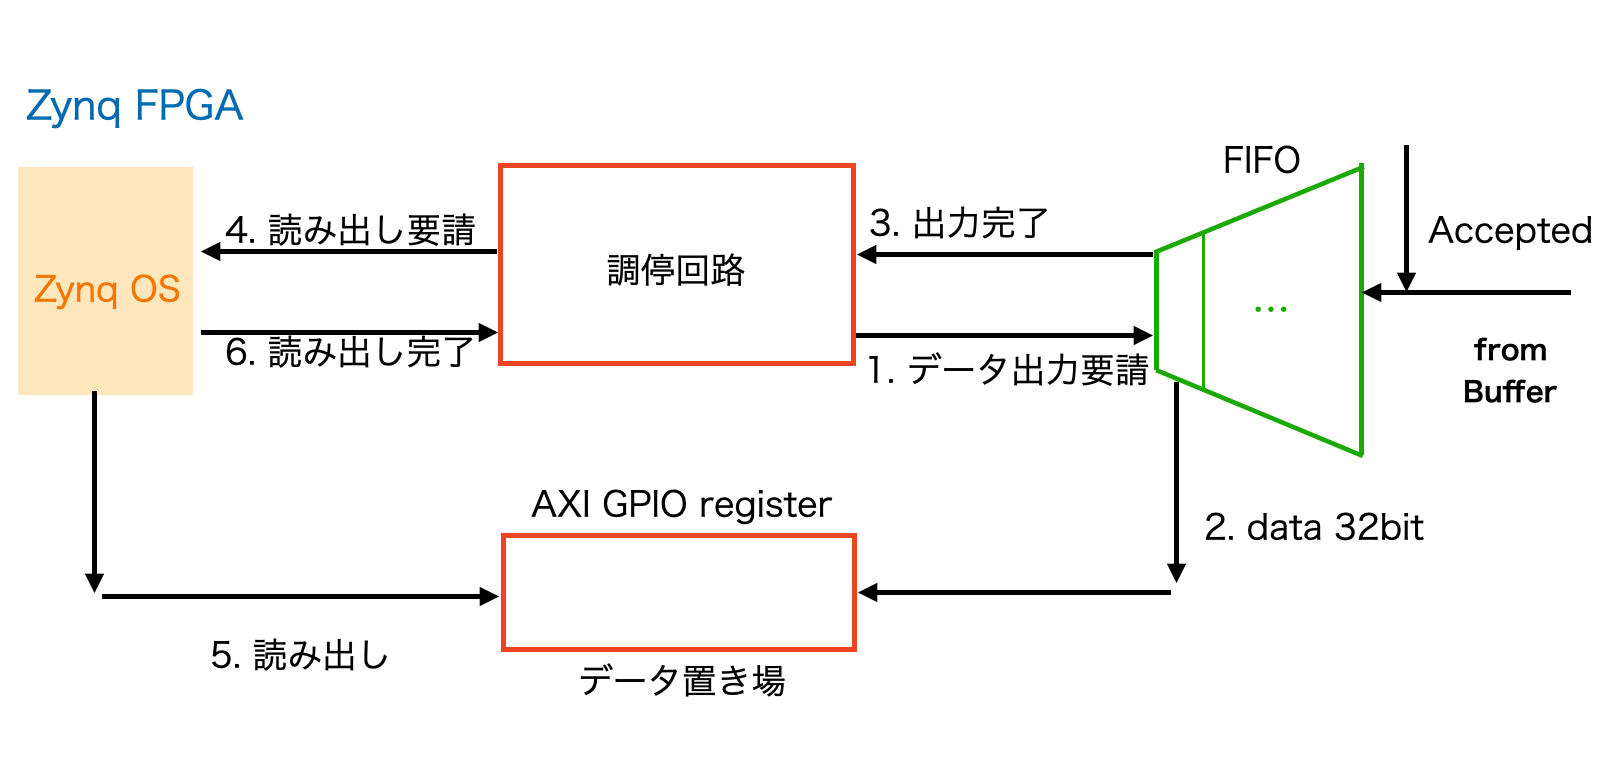 Zynq FPGA
FIFO
4. 読み出し要請
3. 出力完了
Accepted
調停回路
Zynq OS
...
6. 読み出し完了
1. データ出力要請
from
Buffer
AXI GPIO register
2. data 32bit
5. 読み出し
データ置き場